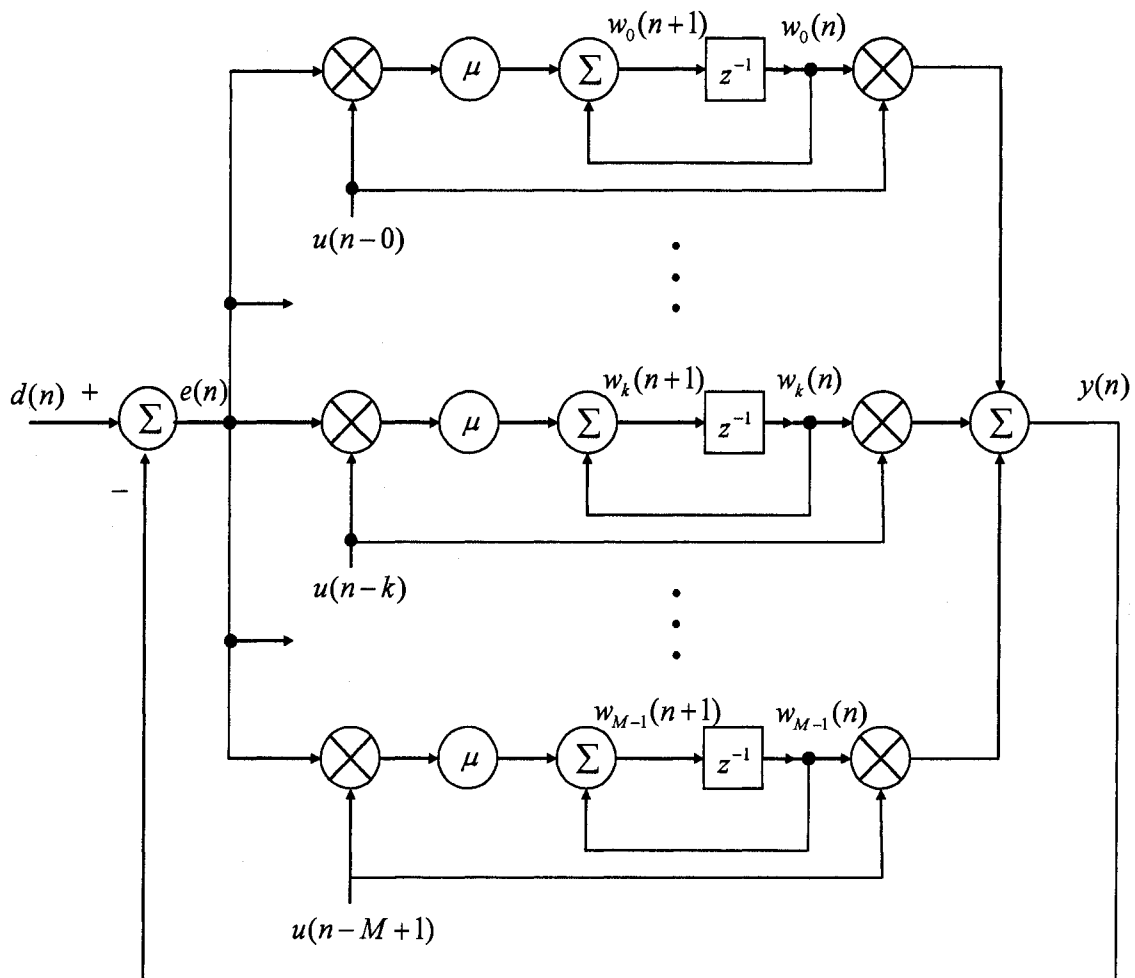 w₀(n+1) w₀(n)
μ Σ z⁻¹
u(n−0)
d(n) + Σ e(n)
w_k(n+1) w_k(n)
μ Σ z⁻¹ Σ y(n)
−
u(n−k)
w_{M−1}(n+1) w_{M−1}(n)
μ Σ z⁻¹
u(n−M+1)